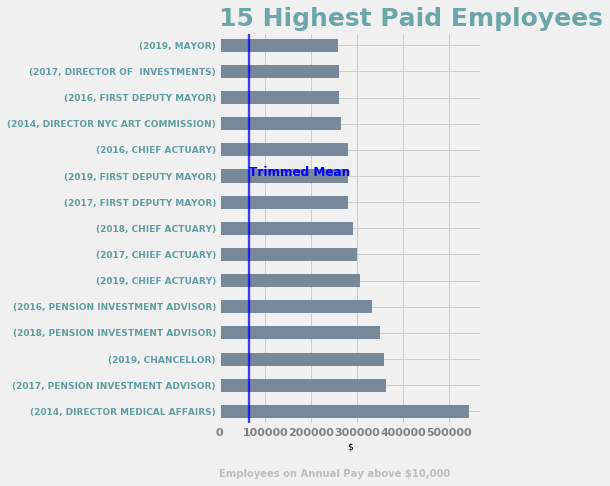 15 Highest Paid Employees
(2019, MAYOR)
(2017, DIRECTOR OF  INVESTMENTS)
(2016, FIRST DEPUTY MAYOR)
(2014, DIRECTOR NYC ART COMMISSION)
(2016, CHIEF ACTUARY)
Trimmed Mean
(2019, FIRST DEPUTY MAYOR)
(2017, FIRST DEPUTY MAYOR)
(2018, CHIEF ACTUARY)
(2017, CHIEF ACTUARY)
(2019, CHIEF ACTUARY)
(2016, PENSION INVESTMENT ADVISOR)
(2018, PENSION INVESTMENT ADVISOR)
(2019, CHANCELLOR)
(2017, PENSION INVESTMENT ADVISOR)
(2014, DIRECTOR MEDICAL AFFAIRS)
0 100000 200000 300000 400000 500000
$
Employees on Annual Pay above $10,000